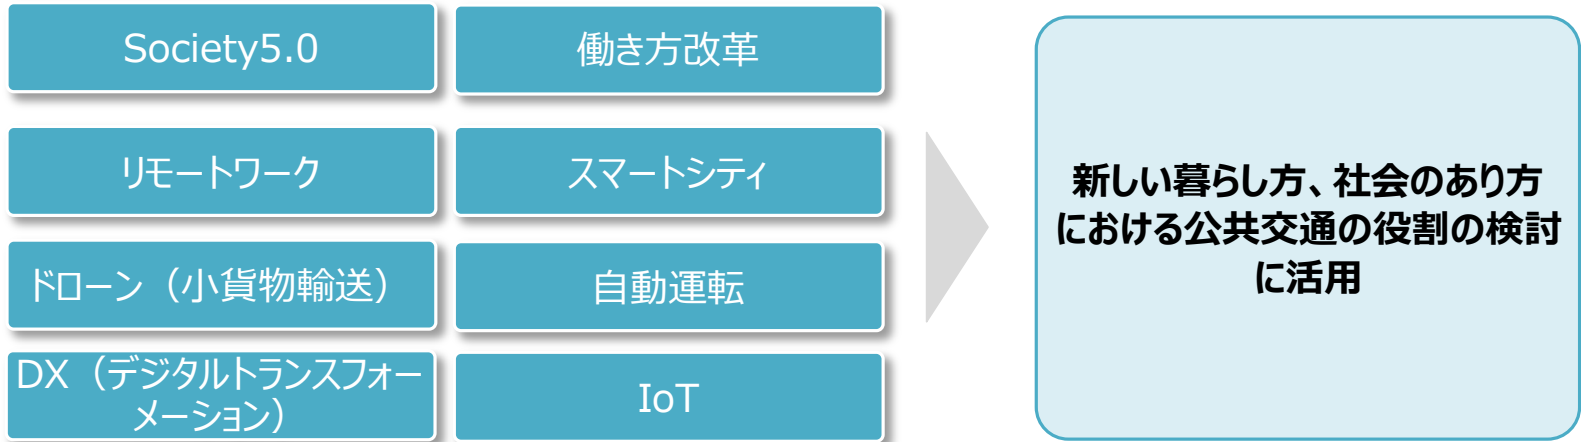 Society5.0
働き方改革
リモートワーク
スマートシティ
ドローン（小貨物輸送）
自動運転
DX（デジタルトランスフォー
メーション）
IoT
新しい暮らし方、社会のあり方
における公共交通の役割の検討
に活用